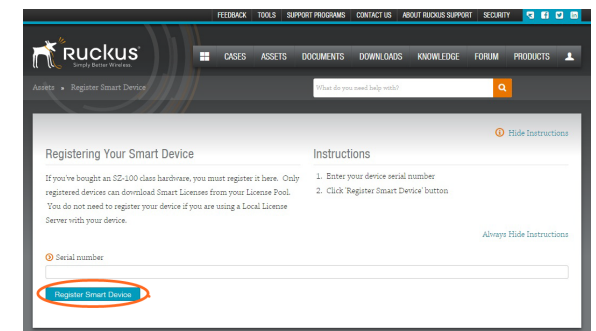 FEEDBACK TOOLS SUPPORT PROGRAMS CONTACT US ABOUT RUCKUS SUPPORT SECURITY
Ruckus
Simply Better Wireless.
CASES ASSETS DOCUMENTS DOWNLOADS KNOWLEDGE FORUM PRODUCTS
Assets Register Smart Device
What do you need help with?
Hide Instructions
Registering Your Smart Device
If you've bought an SZ-100 class hardware, you must register it here. Only
registered devices can download Smart Licenses from your License Pool.
You do not need to register your device if you are using a Local License
Server with your device.
Instructions
1. Enter your device serial number
2. Click 'Register Smart Device' button
Always Hide Instructions
Serial number
Register Smart Device